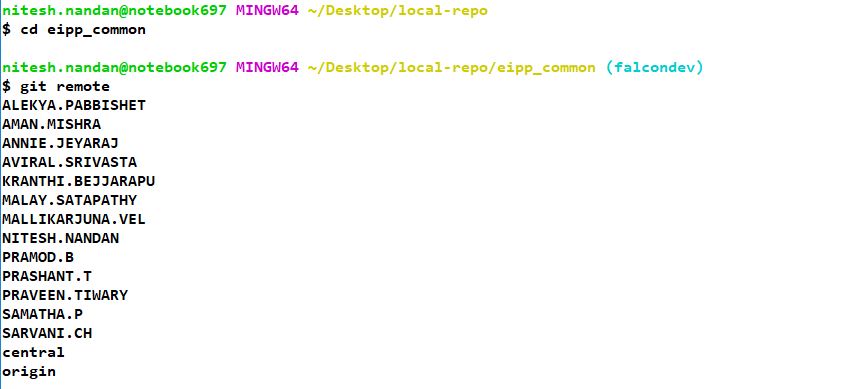 nitesh.nandan@notebook697 MINGW64 ~/Desktop/local-repo
$ cd eipp_common
nitesh.nandan@notebook697 MINGW64 ~/Desktop/local-repo/eipp_common (falcondev)
$ git remote
ALEKYA.PABBISHET
AMAN.MISHRA
ANNIE.JEYARAJ
AVIRAL.SRIVASTA
KRANTHI.BEJJARAPU
MALAY.SATAPATHY
MALLIKARJUNA.VEL
NITESH.NANDAN
PRAMOD.B
PRASHANT.T
PRAVEEN.TIWARY
SAMATHA.P
SARVANI.CH
central
origin